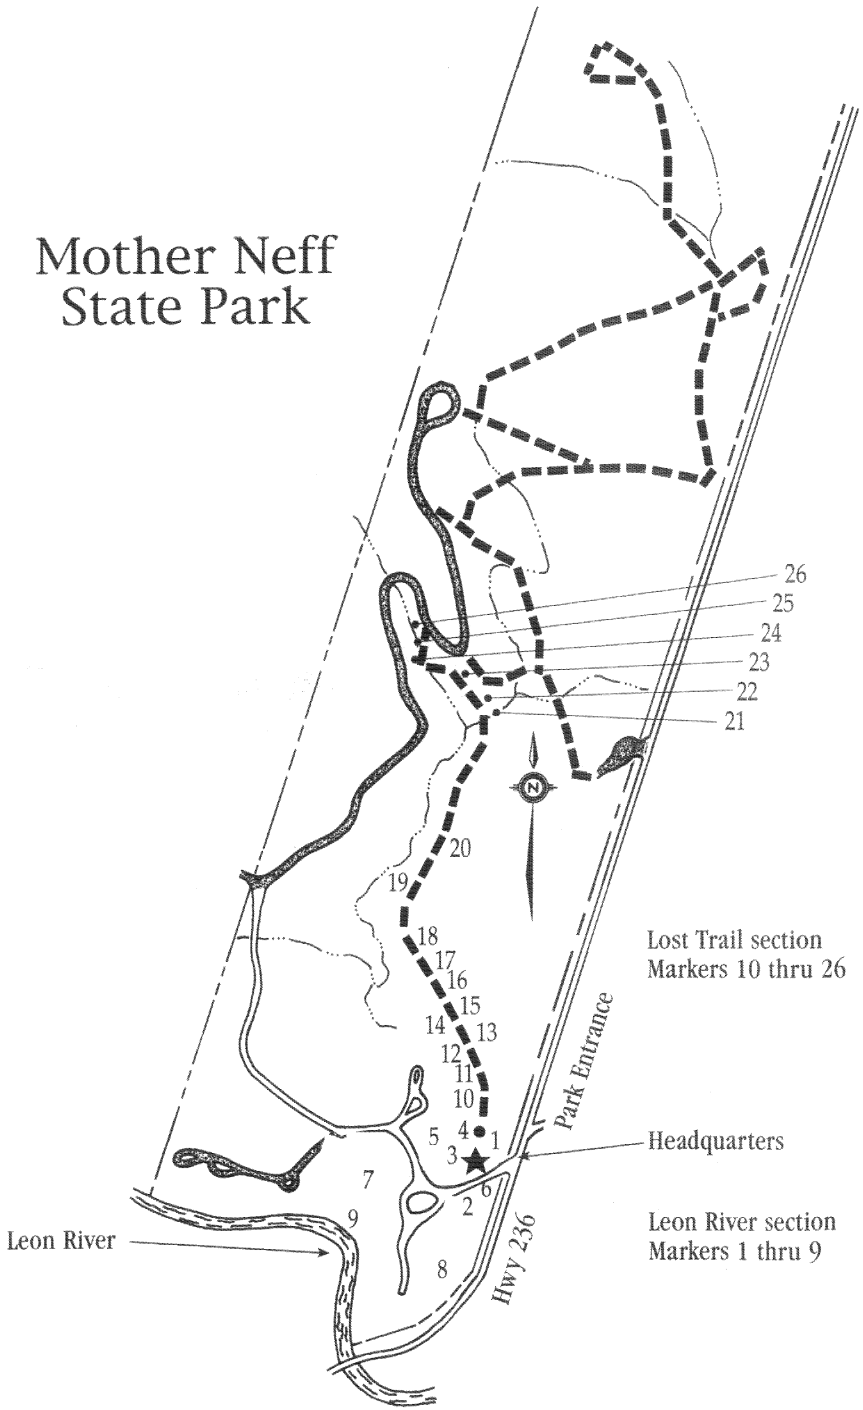 Mother Neff
State Park
26
25
24
23
22
21
N
20
19
18
17
16
15
14
13
12
11
10
4
5
1
3
6
2
7
9
8
Lost Trail section
Markers 10 thru 26
Park Entrance
Headquarters
Leon River section
Markers 1 thru 9
Leon River
Hwy 236